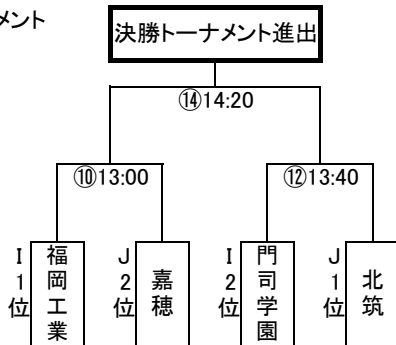 メント
決勝トーナメント進出
⑭14:20
⑩13:00
⑫13:40
I1位
福岡工業
J2位
嘉穂
I2位
門司学園
J1位
北筑